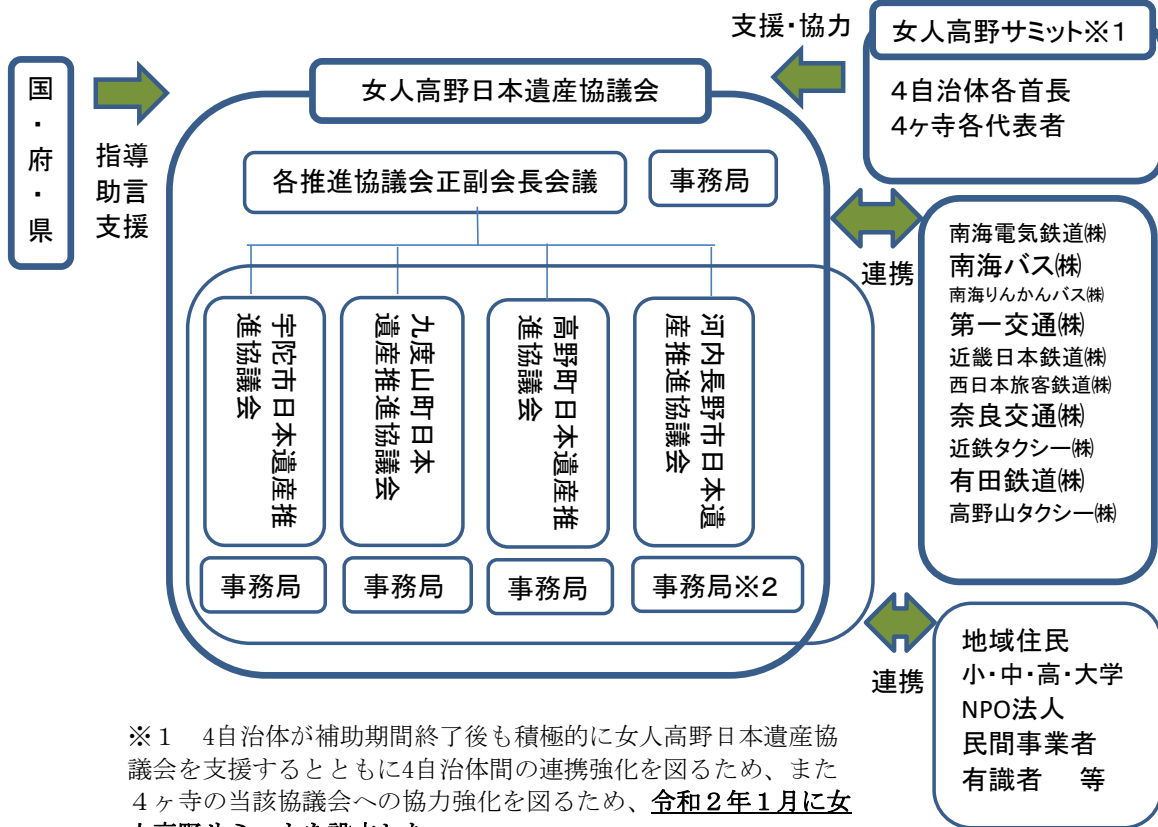 支援・協力
女人高野サミット※1
4自治体各首長
4ヶ寺各代表者
国・府・県
指導
助言
支援
女人高野日本遺産協議会
各推進協議会正副会長会議
事務局
連携
南海電気鉄道㈱
南海バス㈱
南海りんかんバス㈱
第一交通㈱
近畿日本鉄道㈱
西日本旅客鉄道㈱
奈良交通㈱
近鉄タクシー㈱
有田鉄道㈱
高野山タクシー㈱
宇陀市日本遺産推
進協議会
九度山町日本
遺産推進協議会
高野町日本遺産推
進協議会
河内長野市日本遺
産推進協議会
事務局
事務局
事務局
事務局※2
連携
地域住民
小・中・高・大学
NPO法人
民間事業者
有識者　等
※１　4自治体が補助期間終了後も積極的に女人高野日本遺産協
議会を支援するとともに4自治体間の連携強化を図るため、また
４ヶ寺の当該協議会への協力強化を図るため、令和２年１月に女